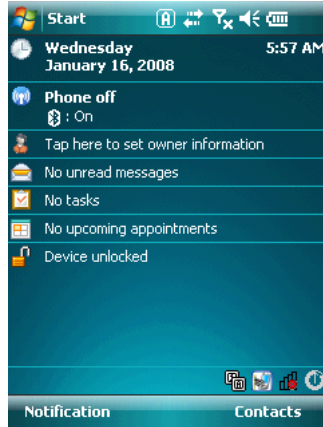 Start
Wednesday 5:57 AM
January 16, 2008
Phone off
: On
Tap here to set owner information
No unread messages
No tasks
No upcoming appointments
Device unlocked
Notification Contacts